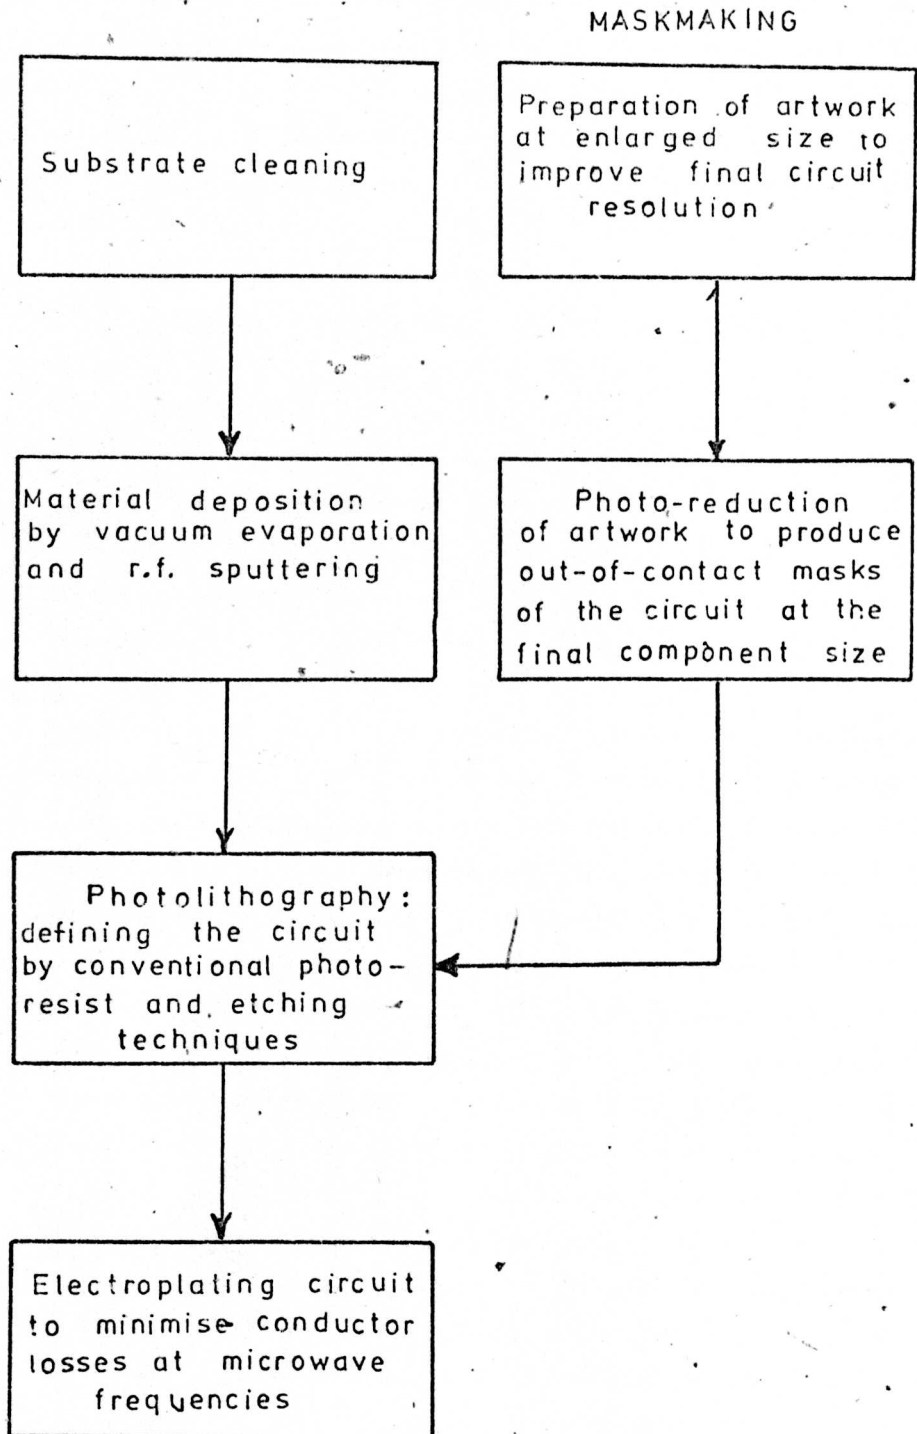 MASKMAKING
Substrate cleaning
Preparation of artwork
at enlarged size to
improve final circuit
resolution
Material deposition
by vacuum evaporation
and r.f. sputtering
Photo-reduction
of artwork to produce
out-of-contact masks
of the circuit at the
final component size
Photolithography:
defining the circuit
by conventional photo-
resist and etching
techniques
Electroplating circuit
to minimise conductor
losses at microwave
frequencies